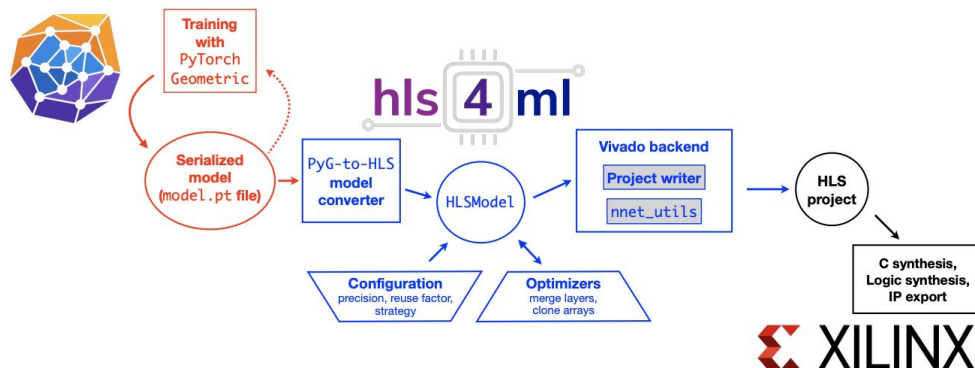 Training
with
PyTorch
Geometric
hls 4 ml
Serialized
model
(model.pt file)
PyG-to-HLS
model
converter
HLSModel
Vivado backend
Project writer
nnet_utils
HLS
project
Configuration
precision, reuse factor,
strategy
Optimizers
merge layers,
clone arrays
C synthesis,
Logic synthesis,
IP export
XILINX